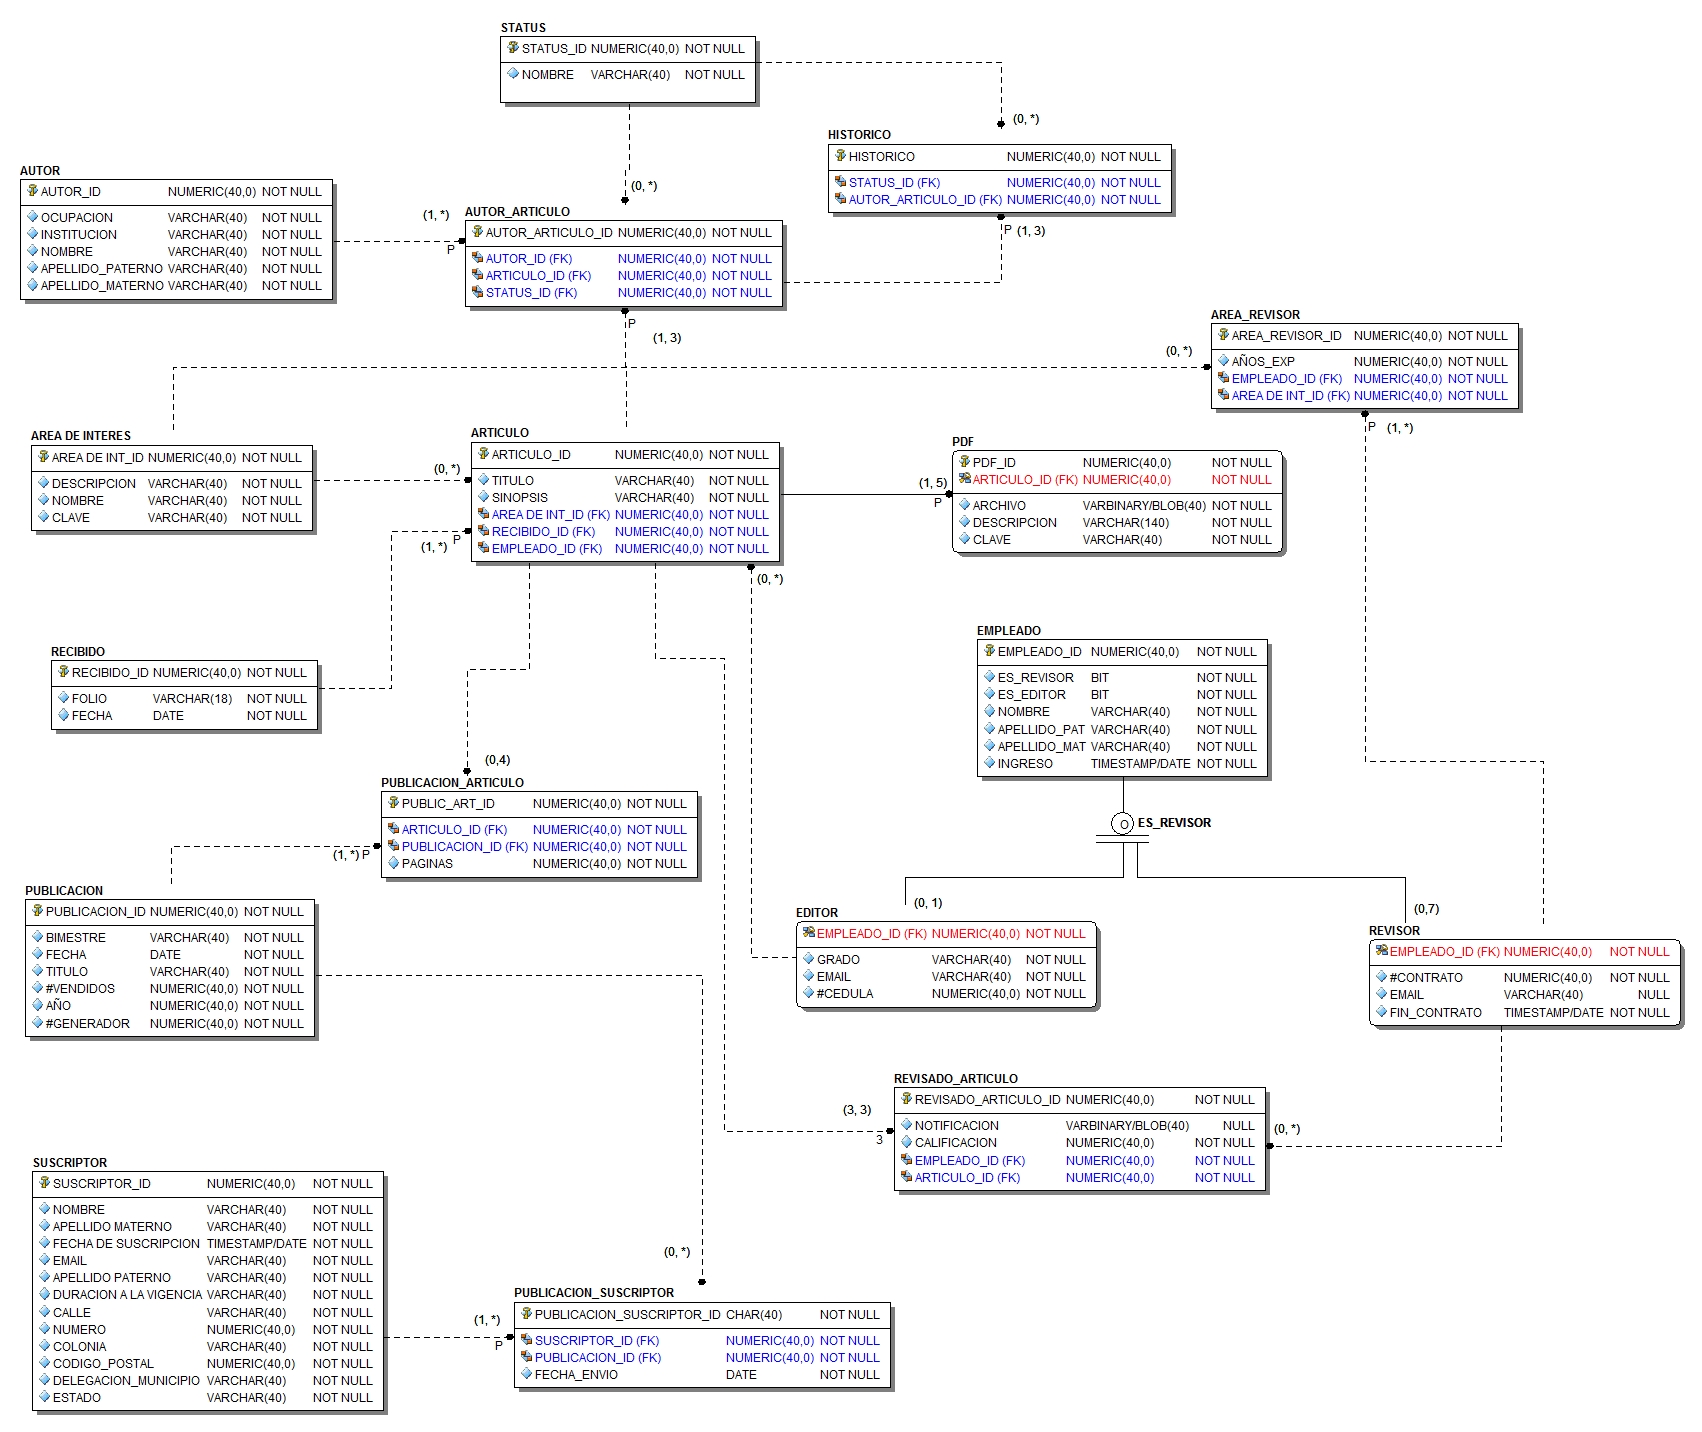 STATUS
STATUS_ID NUMERIC(40,0) NOT NULL
NOMBRE VARCHAR(40) NOT NULL
(0, *)
HISTORICO
HISTORICO NUMERIC(40,0) NOT NULL
STATUS_ID (FK) NUMERIC(40,0) NOT NULL
AUTOR_ARTICULO_ID (FK) NUMERIC(40,0) NOT NULL
P (1, 3)
AUTOR
AUTOR_ID NUMERIC(40,0) NOT NULL
OCUPACION VARCHAR(40) NOT NULL
INSTITUCION VARCHAR(40) NOT NULL
NOMBRE VARCHAR(40) NOT NULL
APELLIDO_PATERNO VARCHAR(40) NOT NULL
APELLIDO_MATERNO VARCHAR(40) NOT NULL
(1, *)
P
(0, *)
AUTOR_ARTICULO
AUTOR_ARTICULO_ID NUMERIC(40,0) NOT NULL
AUTOR_ID (FK) NUMERIC(40,0) NOT NULL
ARTICULO_ID (FK) NUMERIC(40,0) NOT NULL
STATUS_ID (FK) NUMERIC(40,0) NOT NULL
P
(1, 3)
AREA_REVISOR
AREA_REVISOR_ID NUMERIC(40,0) NOT NULL
AÑOS_EXP NUMERIC(40,0) NOT NULL
EMPLEADO_ID (FK) NUMERIC(40,0) NOT NULL
AREA DE INT_ID (FK) NUMERIC(40,0) NOT NULL
(0, *)
P (1, *)
AREA DE INTERES
AREA DE INT_ID NUMERIC(40,0) NOT NULL
DESCRIPCION VARCHAR(40) NOT NULL
NOMBRE VARCHAR(40) NOT NULL
CLAVE VARCHAR(40) NOT NULL
(0, *)
ARTICULO
ARTICULO_ID NUMERIC(40,0) NOT NULL
TITULO VARCHAR(40) NOT NULL
SINOPSIS VARCHAR(40) NOT NULL
AREA DE INT_ID (FK) NUMERIC(40,0) NOT NULL
RECIBIDO_ID (FK) NUMERIC(40,0) NOT NULL
EMPLEADO_ID (FK) NUMERIC(40,0) NOT NULL
(1, *) P
(0, *)
(1, 5)
P
PDF
PDF_ID NUMERIC(40,0) NOT NULL
ARTICULO_ID (FK) NUMERIC(40,0) NOT NULL
ARCHIVO VARBINARY/BLOB(40) NOT NULL
DESCRIPCION VARCHAR(140) NOT NULL
CLAVE VARCHAR(40) NOT NULL
RECIBIDO
RECIBIDO_ID NUMERIC(40,0) NOT NULL
FOLIO VARCHAR(18) NOT NULL
FECHA DATE NOT NULL
EMPLEADO
EMPLEADO_ID NUMERIC(40,0) NOT NULL
ES_REVISOR BIT NOT NULL
ES_EDITOR BIT NOT NULL
NOMBRE VARCHAR(40) NOT NULL
APELLIDO_PAT VARCHAR(40) NOT NULL
APELLIDO_MAT VARCHAR(40) NOT NULL
INGRESO TIMESTAMP/DATE NOT NULL
O ES_REVISOR
(0,4)
PUBLICACION_ARTICULO
PUBLIC_ART_ID NUMERIC(40,0) NOT NULL
ARTICULO_ID (FK) NUMERIC(40,0) NOT NULL
PUBLICACION_ID (FK) NUMERIC(40,0) NOT NULL
PAGINAS NUMERIC(40,0) NOT NULL
(1, *) P
PUBLICACION
PUBLICACION_ID NUMERIC(40,0) NOT NULL
BIMESTRE VARCHAR(40) NOT NULL
FECHA DATE NOT NULL
TITULO VARCHAR(40) NOT NULL
#VENDIDOS NUMERIC(40,0) NOT NULL
AÑO NUMERIC(40,0) NOT NULL
#GENERADOR NUMERIC(40,0) NOT NULL
(0, 1)
EDITOR
EMPLEADO_ID (FK) NUMERIC(40,0) NOT NULL
GRADO VARCHAR(40) NOT NULL
EMAIL VARCHAR(40) NOT NULL
#CEDULA NUMERIC(40,0) NOT NULL
(0,7)
REVISOR
EMPLEADO_ID (FK) NUMERIC(40,0) NOT NULL
#CONTRATO NUMERIC(40,0) NOT NULL
EMAIL VARCHAR(40) NULL
FIN_CONTRATO TIMESTAMP/DATE NOT NULL
REVISADO_ARTICULO
REVISADO_ARTICULO_ID NUMERIC(40,0) NOT NULL
NOTIFICACION VARBINARY/BLOB(40) NULL
CALIFICACION NUMERIC(40,0) NOT NULL
EMPLEADO_ID (FK) NUMERIC(40,0) NOT NULL
ARTICULO_ID (FK) NUMERIC(40,0) NOT NULL
(3, 3)
3
(0, *)
SUSCRIPTOR
SUSCRIPTOR_ID NUMERIC(40,0) NOT NULL
NOMBRE VARCHAR(40) NOT NULL
APELLIDO MATERNO VARCHAR(40) NOT NULL
FECHA DE SUSCRIPCION TIMESTAMP/DATE NOT NULL
EMAIL VARCHAR(40) NOT NULL
APELLIDO PATERNO VARCHAR(40) NOT NULL
DURACION A LA VIGENCIA VARCHAR(40) NOT NULL
CALLE VARCHAR(40) NOT NULL
NUMERO NUMERIC(40,0) NOT NULL
COLONIA VARCHAR(40) NOT NULL
CODIGO_POSTAL NUMERIC(40,0) NOT NULL
DELEGACION_MUNICIPIO VARCHAR(40) NOT NULL
ESTADO VARCHAR(40) NOT NULL
(0, *)
(1, *)
P
PUBLICACION_SUSCRIPTOR
PUBLICACION_SUSCRIPTOR_ID CHAR(40) NOT NULL
SUSCRIPTOR_ID (FK) NUMERIC(40,0) NOT NULL
PUBLICACION_ID (FK) NUMERIC(40,0) NOT NULL
FECHA_ENVIO DATE NOT NULL